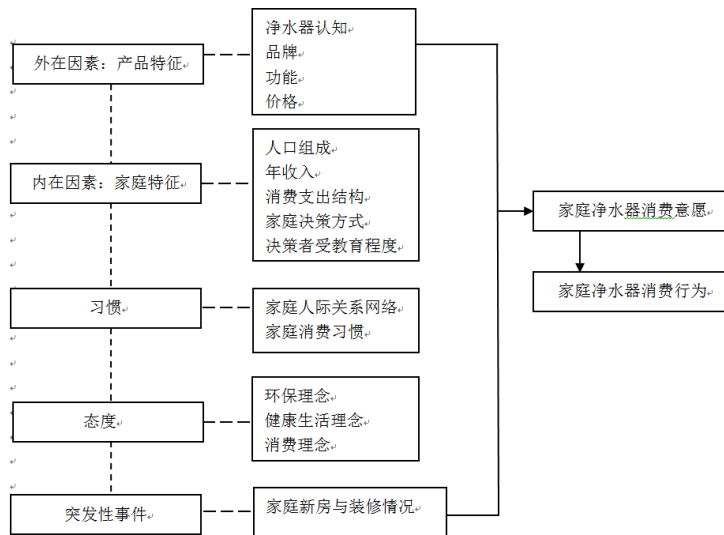 外在因素：产品特征
净水器认知
品牌
功能
价格
内在因素：家庭特征
人口组成
年收入
消费支出结构
家庭决策方式
决策者受教育程度
习惯
家庭人际关系网络
家庭消费习惯
态度
环保理念
健康生活理念
消费理念
突发性事件
家庭新房与装修情况
家庭净水器消费意愿
家庭净水器消费行为